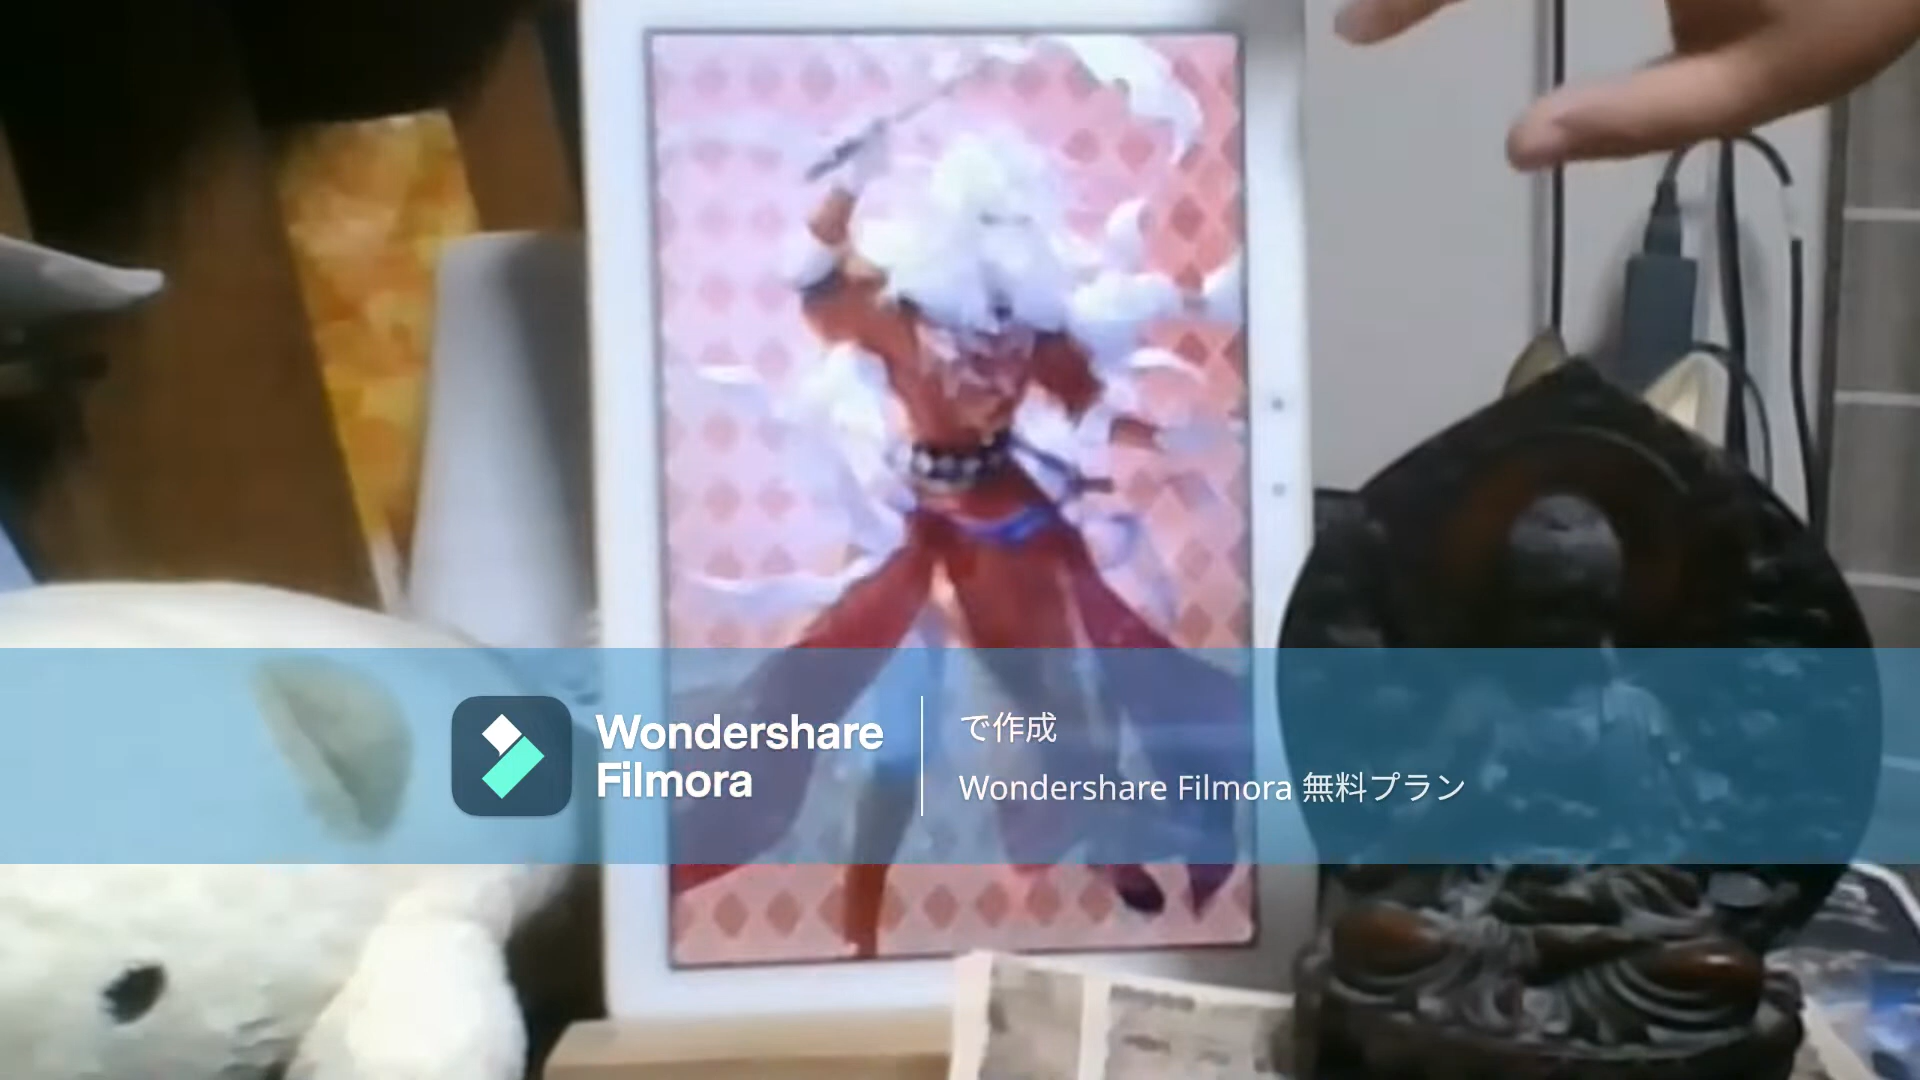 Wondershare
Filmora
で作成
Wondershare Filmora 無料プラン